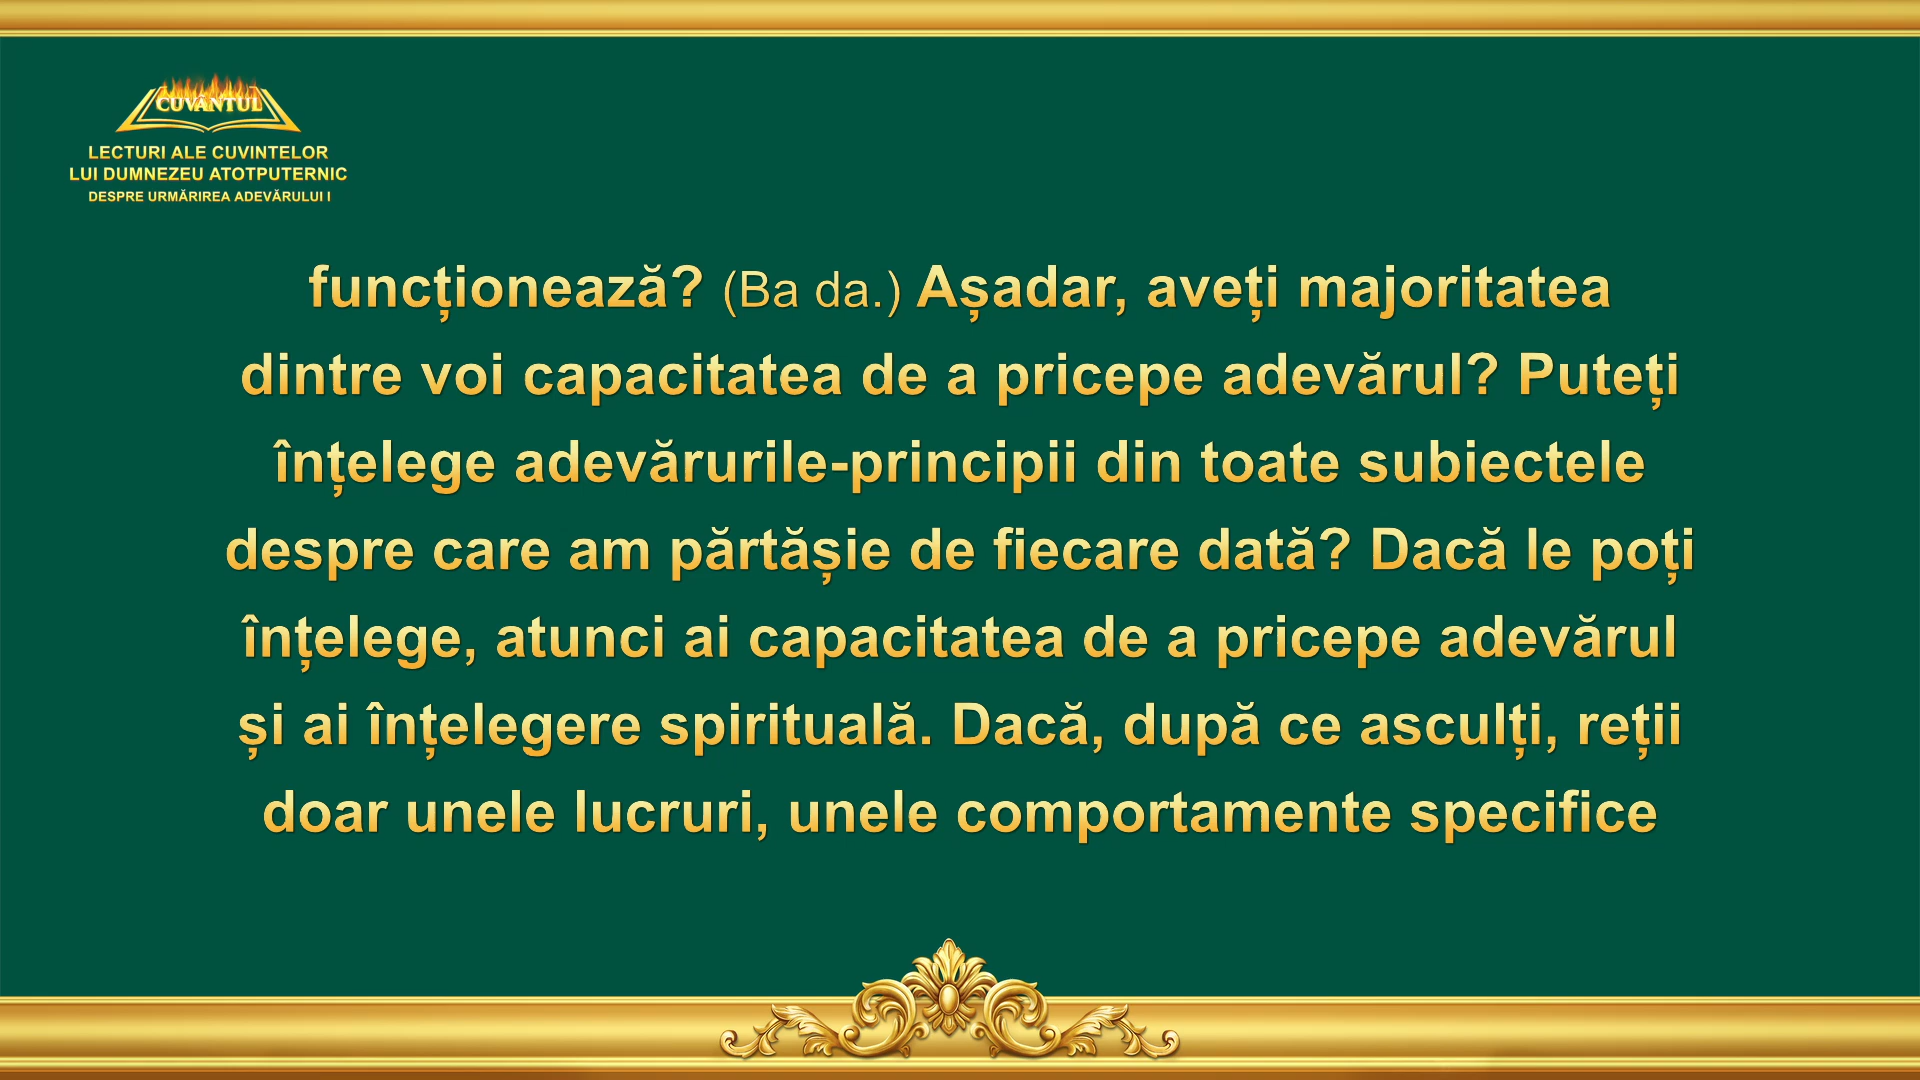 CUVÂNTUL
LECTURI ALE CUVINTELOR
LUI DUMNEZEU ATOTPUTERNIC
DESPRE URMĂRIREA ADEVĂRULUI I
funcționează? (Ba da.) Așadar, aveți majoritatea
dintre voi capacitatea de a pricepe adevărul? Puteți
înțelege adevărurile-principii din toate subiectele
despre care am părtășie de fiecare dată? Dacă le poți
înțelege, atunci ai capacitatea de a pricepe adevărul
și ai înțelegere spirituală. Dacă, după ce asculți, reții
doar unele lucruri, unele comportamente specifice